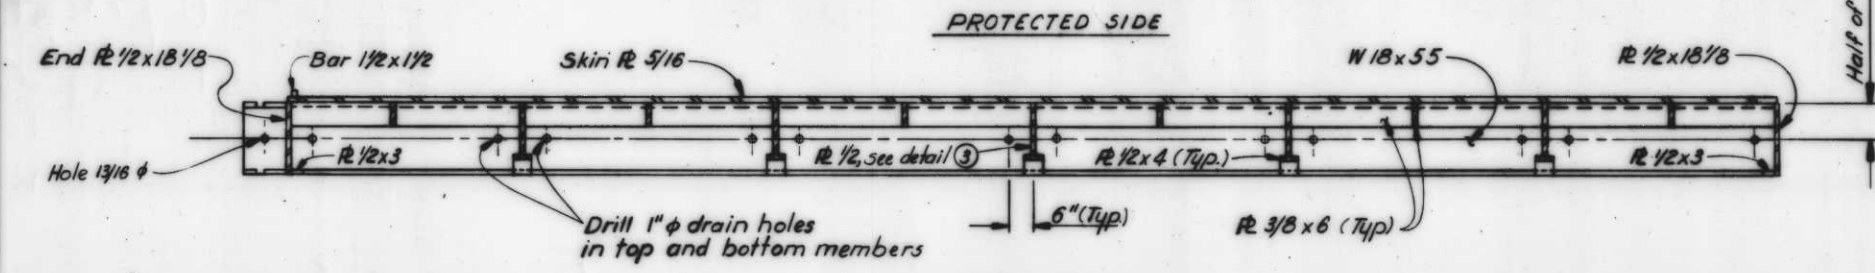 PROTECTED SIDE
End ⅊ 1/2 x 18 1/8
Bar 1 1/2 x 1 1/2
Skin ⅊ 5/16
W 18 x 55
⅊ 1/2 x 18 1/8
Half of
Hole 13/16 φ
⅊ 1/2 x 3
⅊ 1/2, see detail 3
⅊ 1/2 x 4 (Typ.)
⅊ 1/2 x 3
Drill 1" φ drain holes
in top and bottom members
6" (Typ.)
⅊ 3/8 x 6 (Typ)